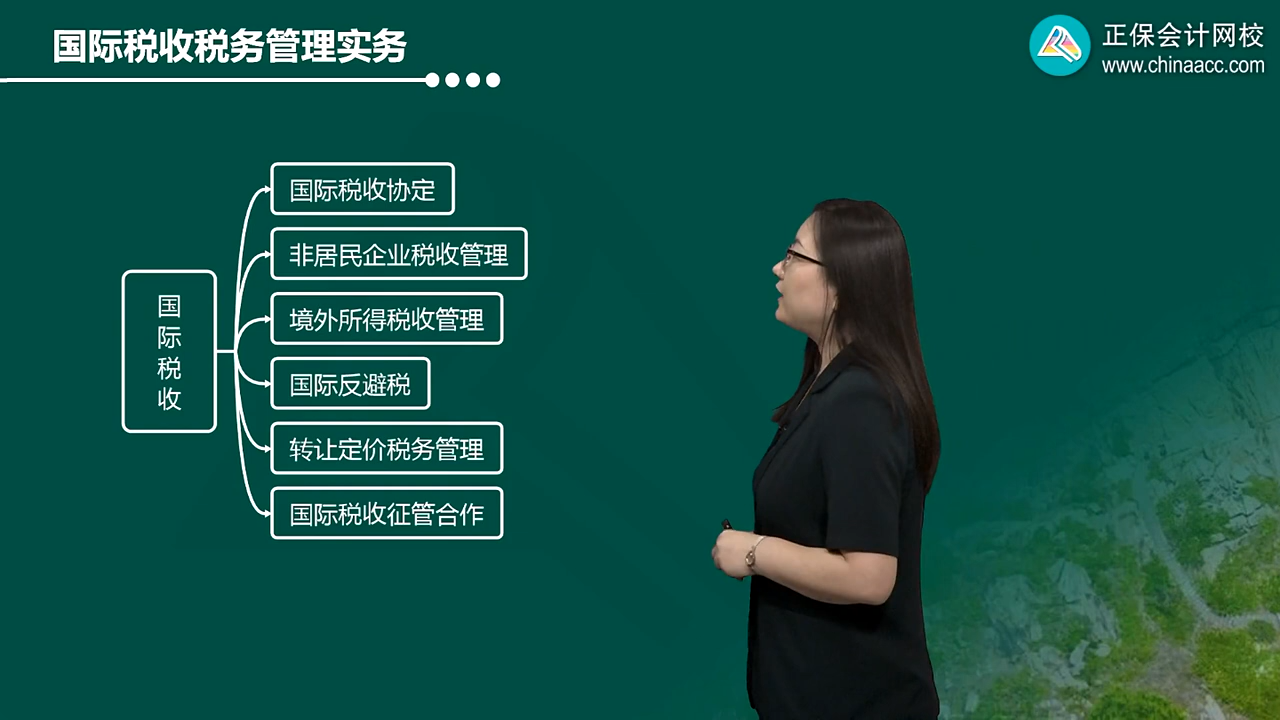 国际税收税务管理实务
正保会计网校
www.chinaacc.com
国际税收
国际税收协定
非居民企业税收管理
境外所得税收管理
国际反避税
转让定价税务管理
国际税收征管合作